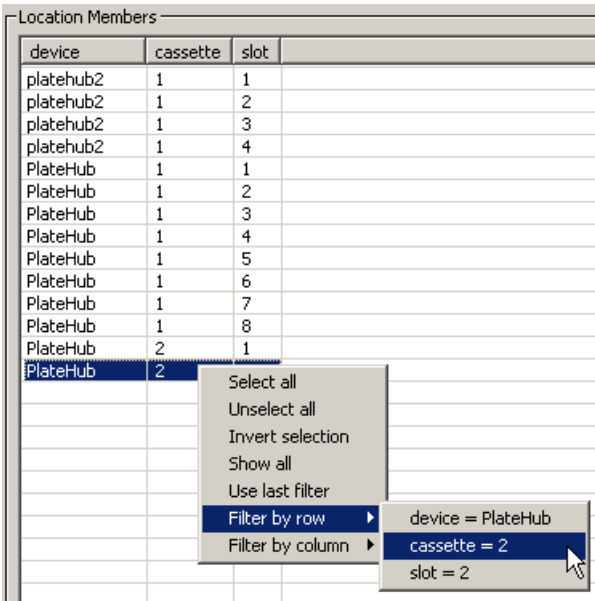 Location Members
device cassette slot
platehub2 1 1
platehub2 1 2
platehub2 1 3
platehub2 1 4
PlateHub 1 1
PlateHub 1 2
PlateHub 1 3
PlateHub 1 4
PlateHub 1 5
PlateHub 1 6
PlateHub 1 7
PlateHub 1 8
PlateHub 2 1
PlateHub 2
Select all
Unselect all
Invert selection
Show all
Use last filter
Filter by row
Filter by column
device = PlateHub
cassette = 2
slot = 2